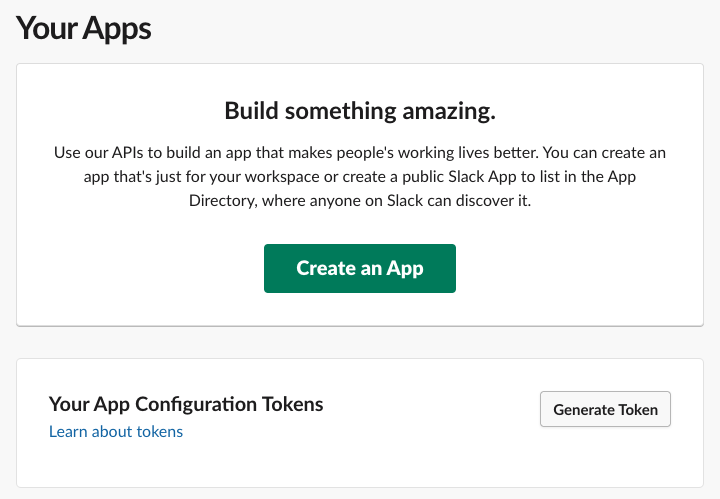 Your Apps
Build something amazing.
Use our APIs to build an app that makes people's working lives better. You can create an
app that's just for your workspace or create a public Slack App to list in the App
Directory, where anyone on Slack can discover it.
Create an App
Your App Configuration Tokens
Generate Token
Learn about tokens